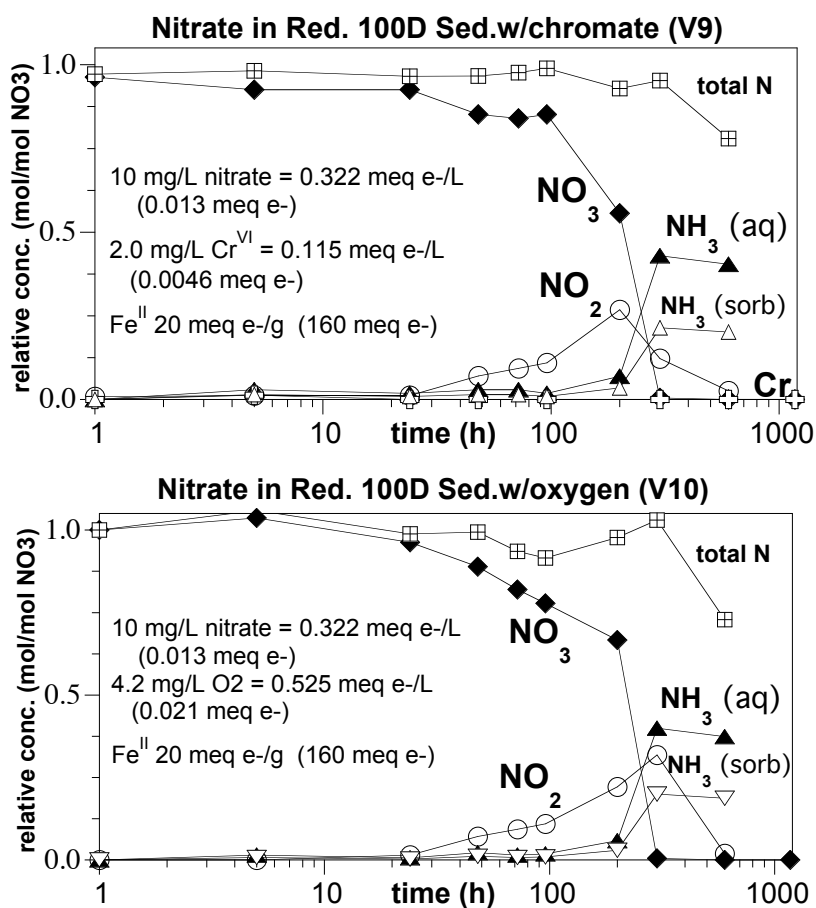 Nitrate in Red. 100D Sed.w/chromate (V9)
relative conc. (mol/mol NO3)
1.0
0.5
0.0
total N
10 mg/L nitrate = 0.322 meq e-/L
(0.013 meq e-)
2.0 mg/L Cr^VI = 0.115 meq e-/L
(0.0046 meq e-)
Fe^II 20 meq e-/g (160 meq e-)
NO₃
NH₃ (aq)
NO₂
NH₃ (sorb)
Cr
1 10 100 1000
time (h)
Nitrate in Red. 100D Sed.w/oxygen (V10)
relative conc. (mol/mol NO3)
1.0
0.5
0.0
total N
10 mg/L nitrate = 0.322 meq e-/L
(0.013 meq e-)
4.2 mg/L O2 = 0.525 meq e-/L
(0.021 meq e-)
Fe^II 20 meq e-/g (160 meq e-)
NO₃
NH₃ (aq)
NO₂
NH₃ (sorb)
1 10 100 1000
time (h)